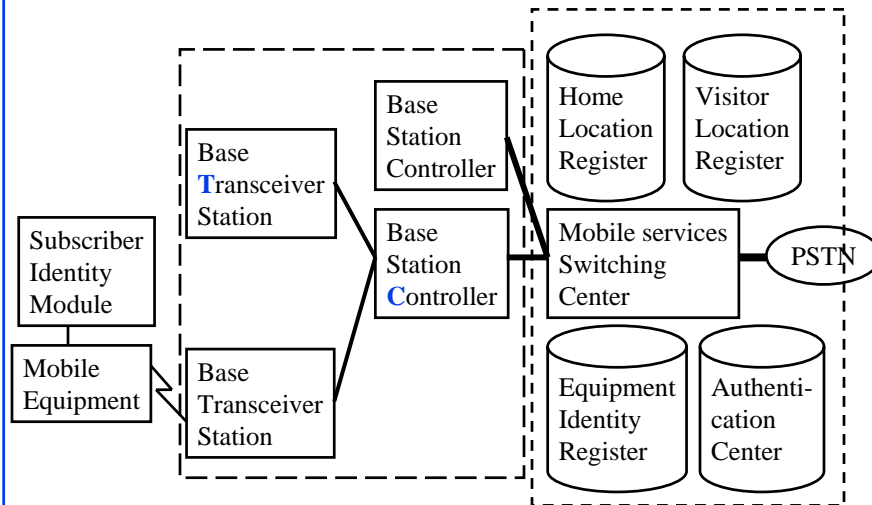 Subscriber
Identity
Module
Mobile
Equipment
Base
Transceiver
Station
Base
Transceiver
Station
Base
Station
Controller
Base
Station
Controller
Home
Location
Register
Visitor
Location
Register
Mobile services
Switching
Center
PSTN
Equipment
Identity
Register
Authenti-
cation
Center